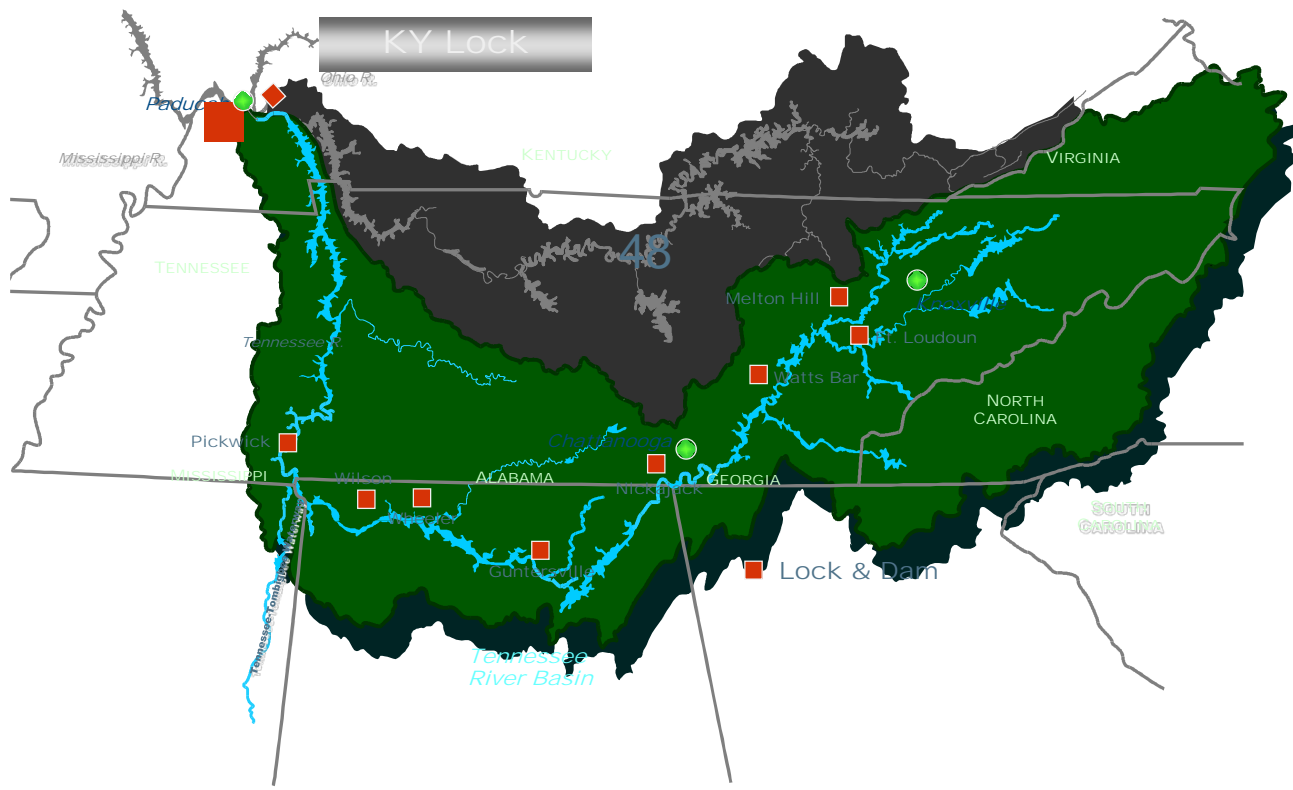 KY Lock
Ohio R.
Mississippi R.
KENTUCKY
VIRGINIA
48
TENNESSEE
Melton Hill
Tennessee R.
Ft. Loudoun
Watts Bar
NORTH
CAROLINA
Pickwick
Chattanooga
MISSISSIPPI
Wilson
ALABAMA
GEORGIA
Nickajack
Wheeler
SOUTH
CAROLINA
Guntersville
Lock & Dam
Tennessee-Tombigbee Waterway
Tennessee
River Basin